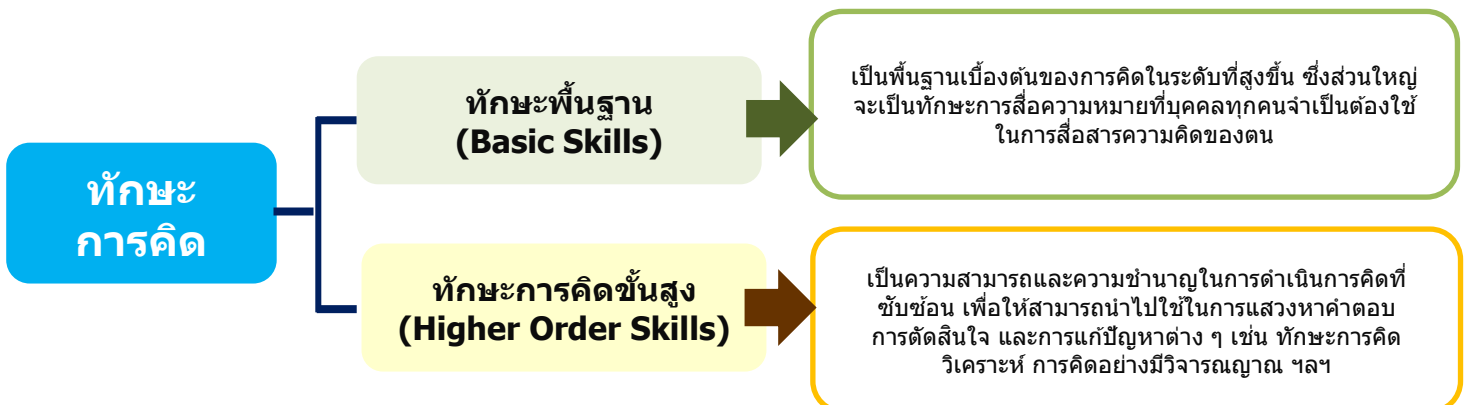 ทักษะ
การคิด
ทักษะพื้นฐาน
(Basic Skills)
เป็นพื้นฐานเบื้องต้นของการคิดในระดับที่สูงขึ้น ซึ่งส่วนใหญ่
จะเป็นทักษะการสื่อความหมายที่บุคคลทุกคนจำเป็นต้องใช้
ในการสื่อสารความคิดของตน
ทักษะการคิดขั้นสูง
(Higher Order Skills)
เป็นความสามารถและความชำนาญในการดำเนินการคิดที่
ซับซ้อน เพื่อให้สามารถนำไปใช้ในการแสวงหาคำตอบ
การตัดสินใจ และการแก้ปัญหาต่าง ๆ เช่น ทักษะการคิด
วิเคราะห์ การคิดอย่างมีวิจารณญาณ ฯลฯ